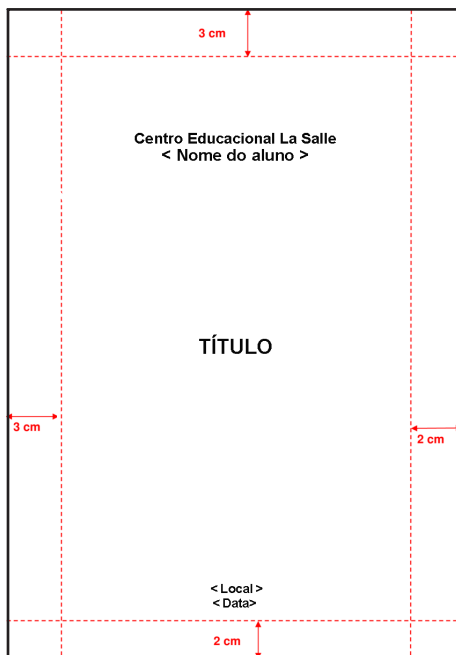 3 cm
Centro Educacional La Salle
< Nome do aluno >
TÍTULO
3 cm
2 cm
< Local >
< Data>
2 cm